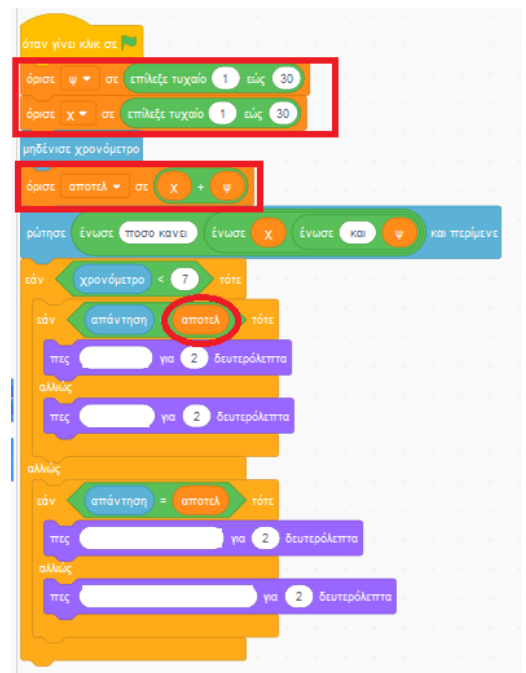 όταν γίνει κλικ σε
όρισε ψ σε επίλεξε τυχαίο 1 εώς 30
όρισε χ σε επίλεξε τυχαίο 1 εώς 30
μηδένισε χρονόμετρο
όρισε αποτελ σε χ + ψ
ρώτησε ένωσε ποσο κανει ένωσε χ ένωσε και ψ και περίμενε
εάν χρονόμετρο < 7 τότε
εάν απάντηση αποτελ τότε
πες για 2 δευτερόλεπτα
αλλιώς
πες για 2 δευτερόλεπτα
αλλιώς
εάν απάντηση = αποτελ τότε
πες για 2 δευτερόλεπτα
αλλιώς
πες για 2 δευτερόλεπτα